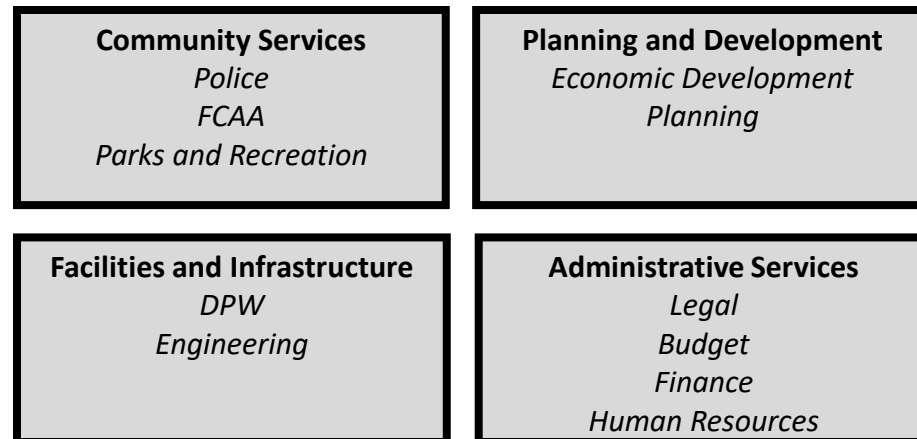 Community Services
Police
FCAA
Parks and Recreation
Planning and Development
Economic Development
Planning
Facilities and Infrastructure
DPW
Engineering
Administrative Services
Legal
Budget
Finance
Human Resources